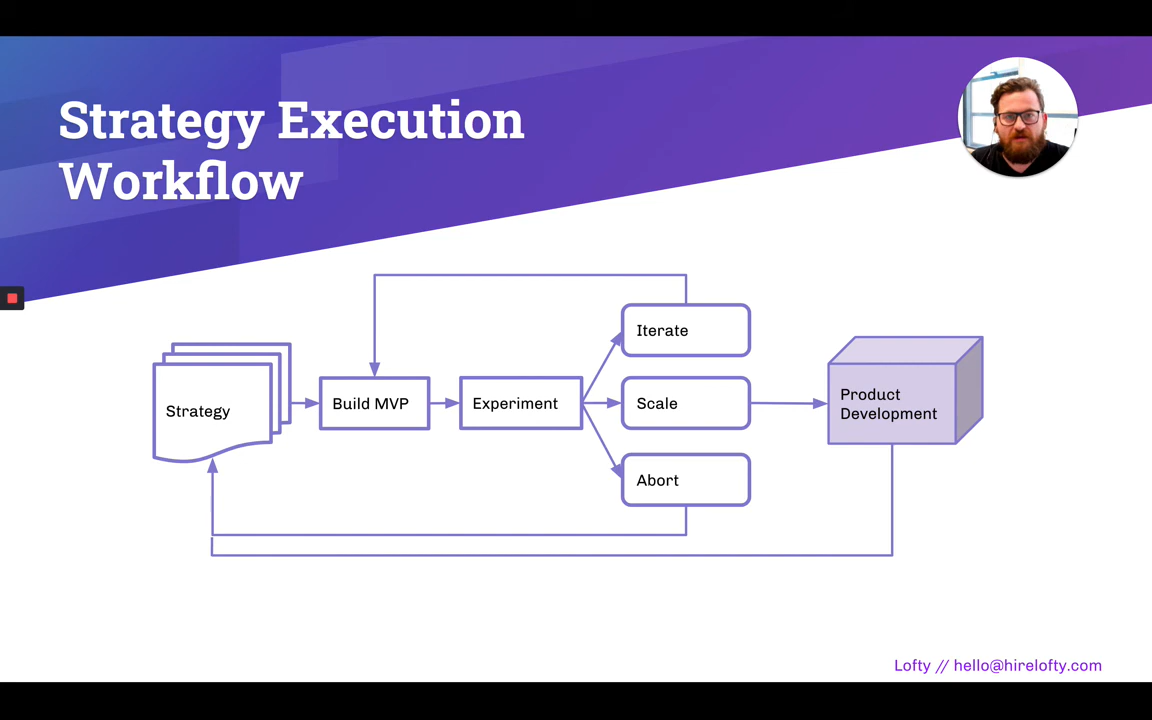 Strategy Execution
Workflow
Iterate
Strategy
Build MVP
Experiment
Scale
Product
Development
Abort
Lofty // hello@hirelofty.com